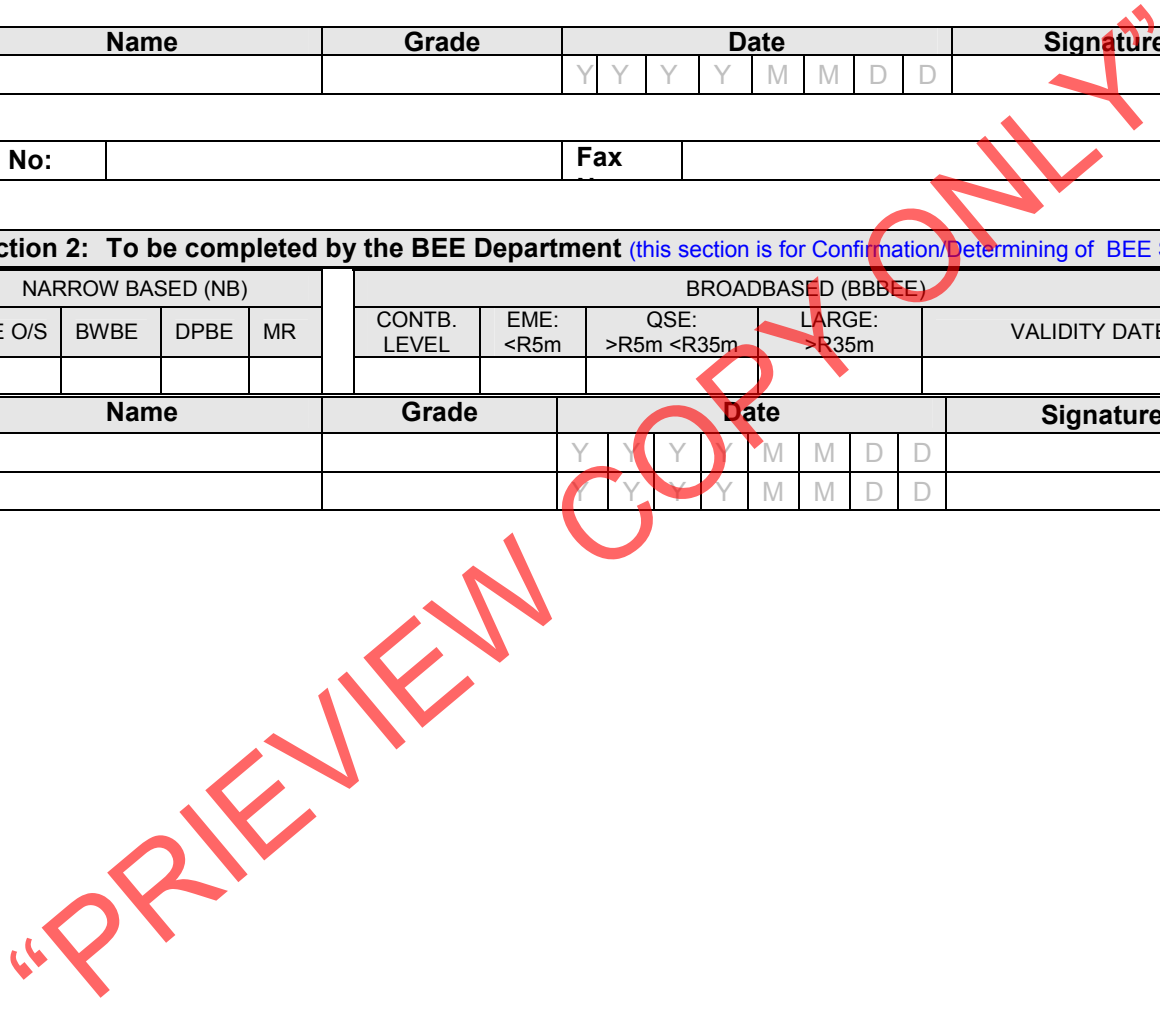 Name Grade Date Signature
Y Y Y Y M M D D
No: Fax
ction 2: To be completed by the BEE Department (this section is for Confirmation/Determining of BEE
NARROW BASED (NB) BROADBASED (BBBEE)
E O/S BWBE DPBE MR CONTB. LEVEL EME: <R5m QSE: >R5m <R35m LARGE: >R35m VALIDITY DATE
Name Grade Date Signature
Y Y Y Y M M D D
Y Y Y Y M M D D
“PRIEVIEW COPY ONLY”